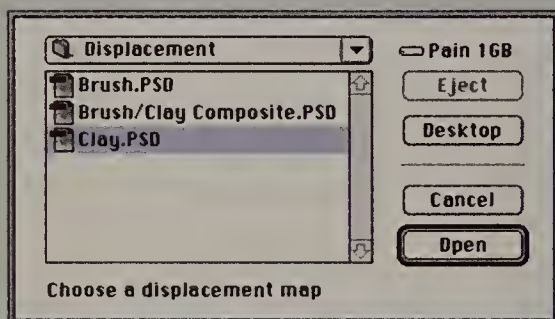 Displacement
Pain 1GB
Brush.PSD
Brush/Clay Composite.PSD
Clay.PSD
Eject
Desktop
Cancel
Open
Choose a displacement map